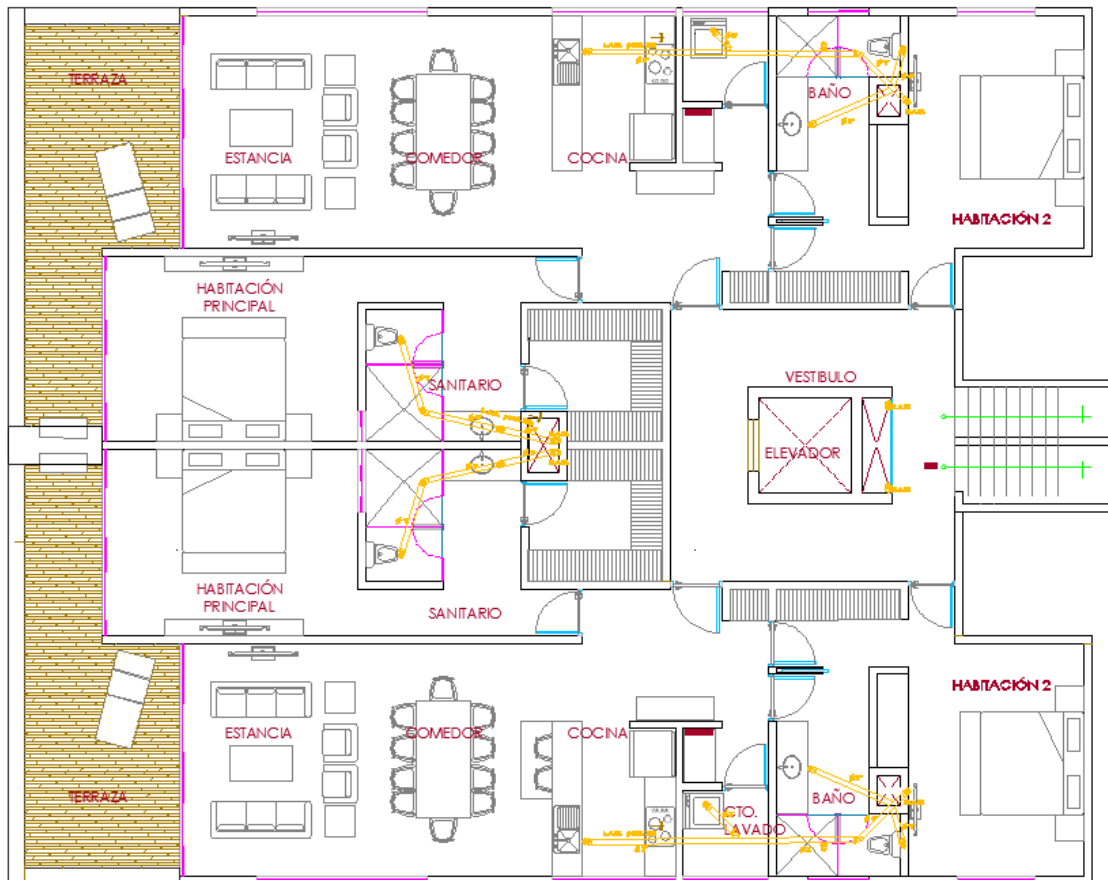 TERRAZA
BAÑO
ESTANCIA
COMEDOR
COCINA
HABITACIÓN 2
HABITACIÓN
PRINCIPAL
SANITARIO
VESTIBULO
ELEVADOR
HABITACIÓN
PRINCIPAL
SANITARIO
HABITACIÓN 2
ESTANCIA
COMEDOR
COCINA
TERRAZA
CTO.
LAVADO
BAÑO